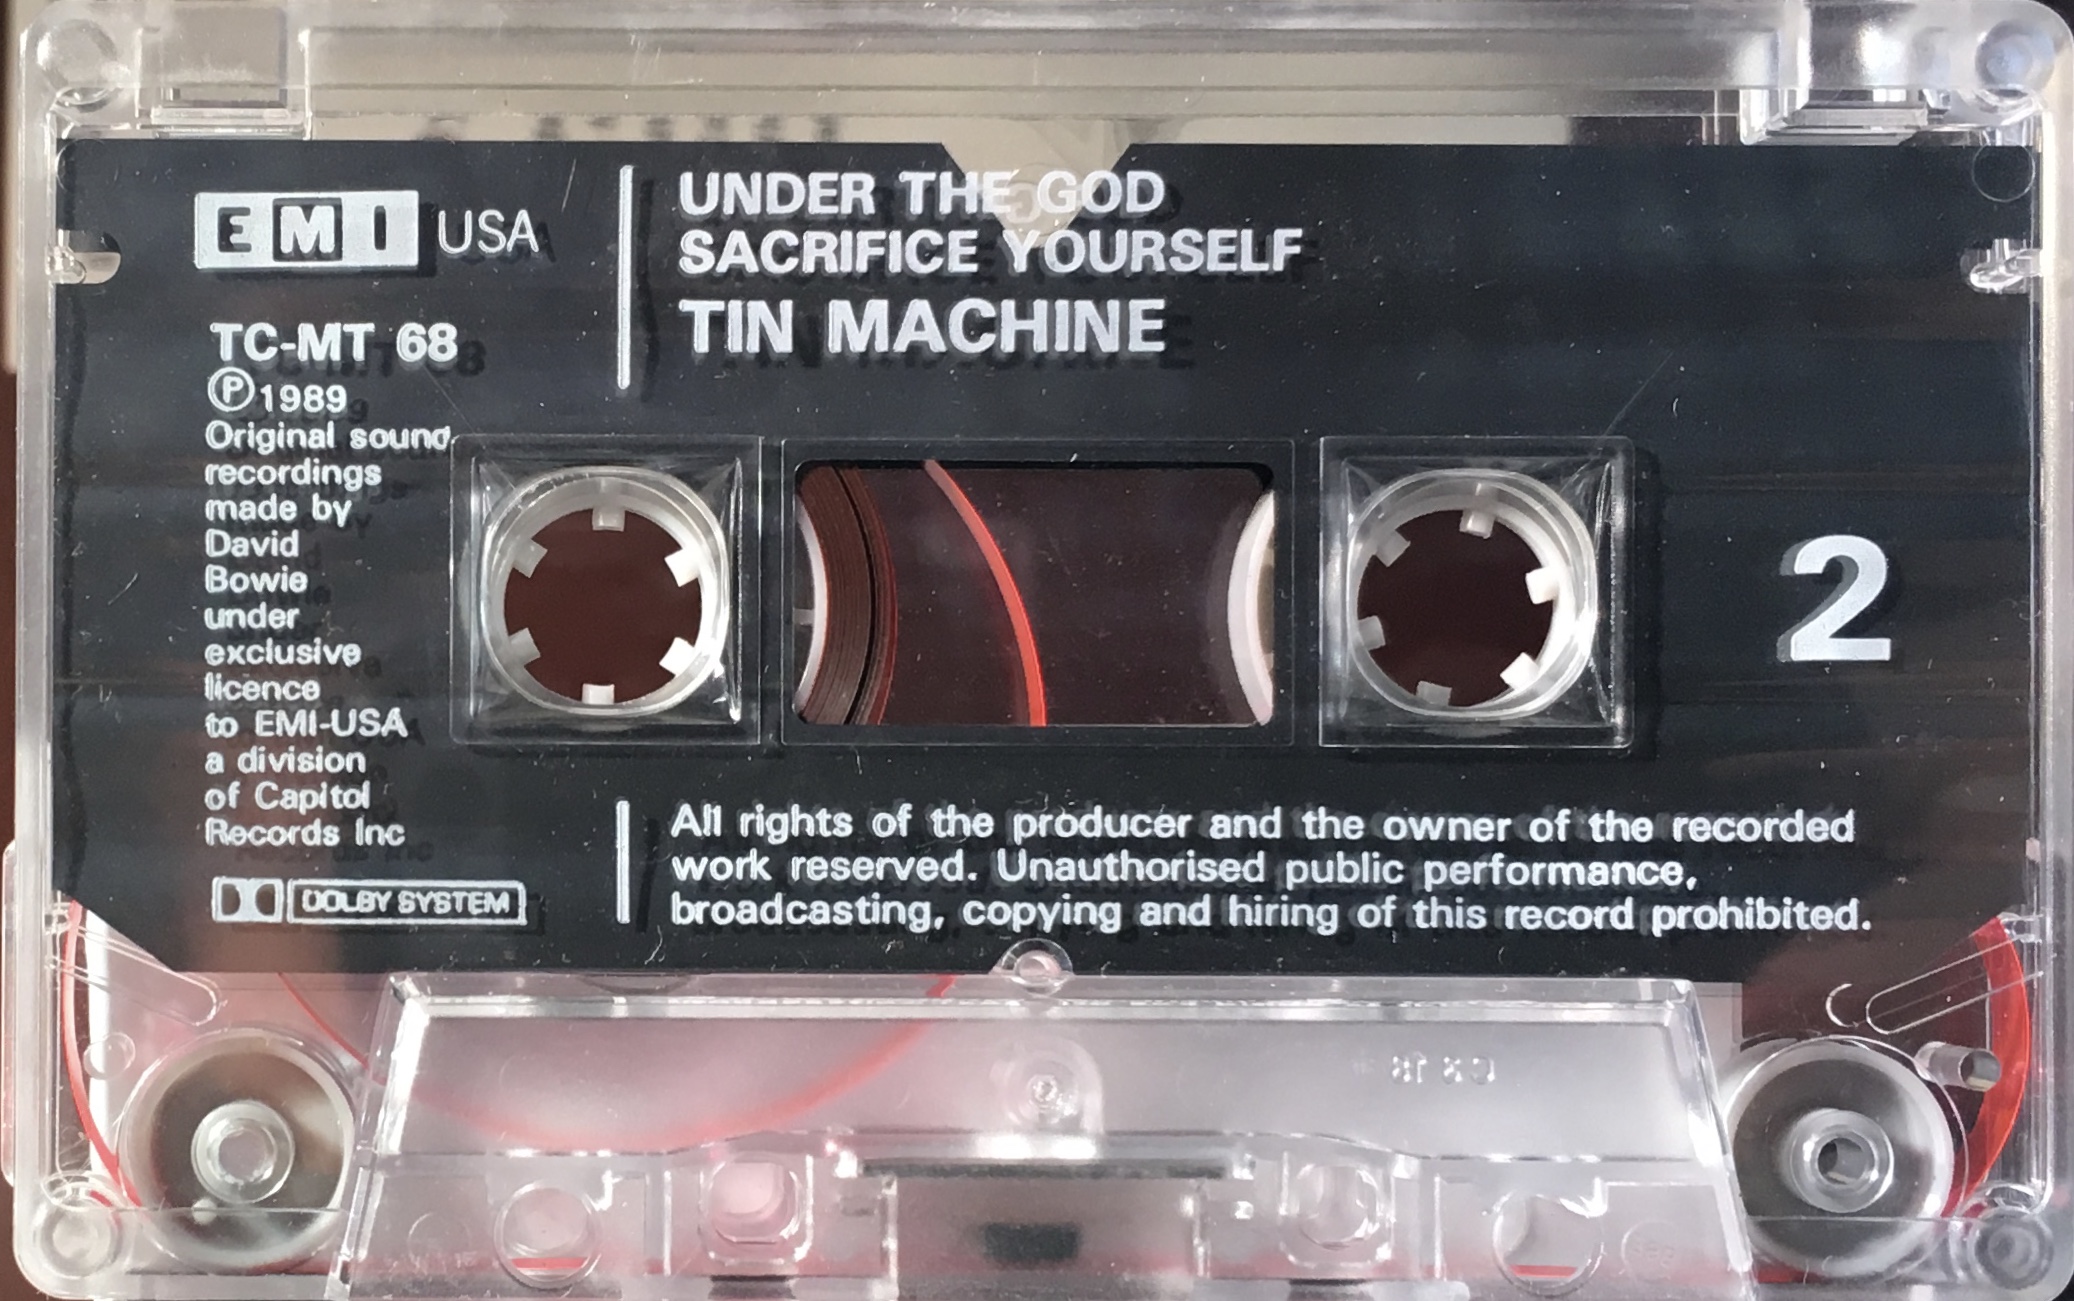 EMI USA
UNDER THE GOD
SACRIFICE YOURSELF
TIN MACHINE
TC-MT 68
Ⓟ1989
Original sound
recordings
made by
David
Bowie
under
exclusive
licence
to EMI-USA
a division
of Capitol
Records Inc
DOLBY SYSTEM
2
All rights of the producer and the owner of the recorded
work reserved. Unauthorised public performance,
broadcasting, copying and hiring of this record prohibited.